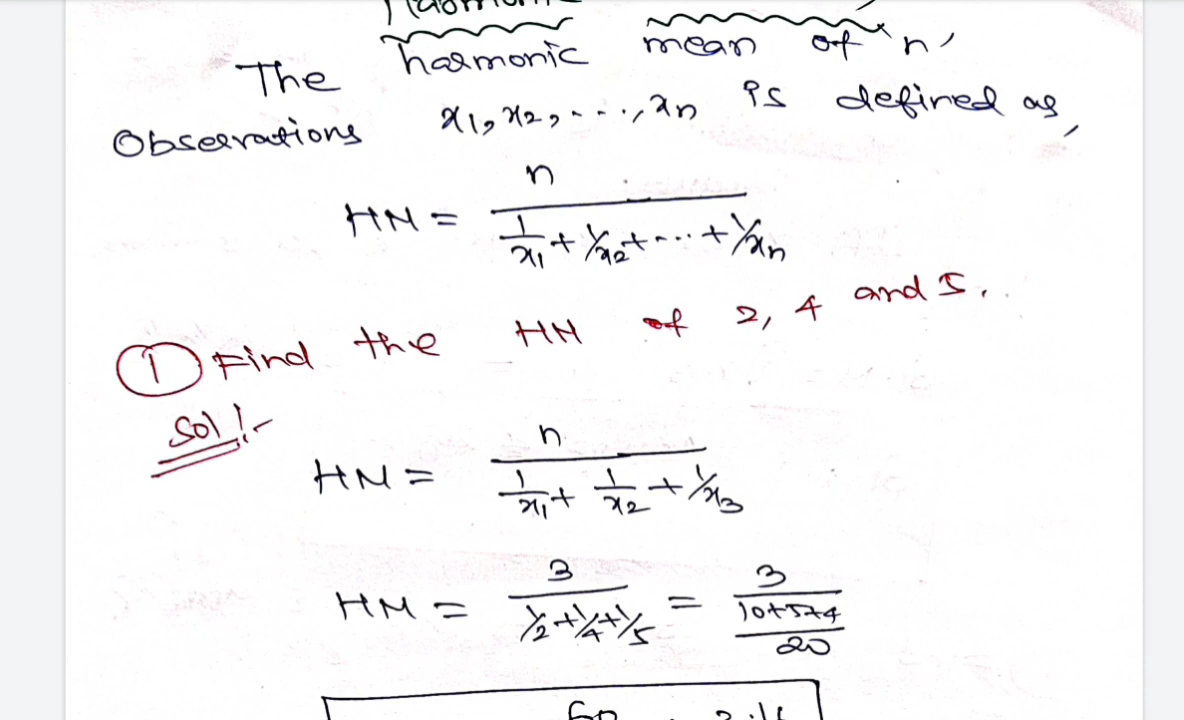 The harmonic mean of 'n'
Observations x₁, x₂, ..., xₙ is defined as,
HM = n / (1/x₁ + 1/x₂ + ... + 1/xₙ)
① Find the HM of 2, 4 and 5.
Sol:-
HM = n / (1/x₁ + 1/x₂ + 1/x₃)
HM = 3 / (1/2 + 1/4 + 1/5) = 3 / ((10+5+4) / 20)